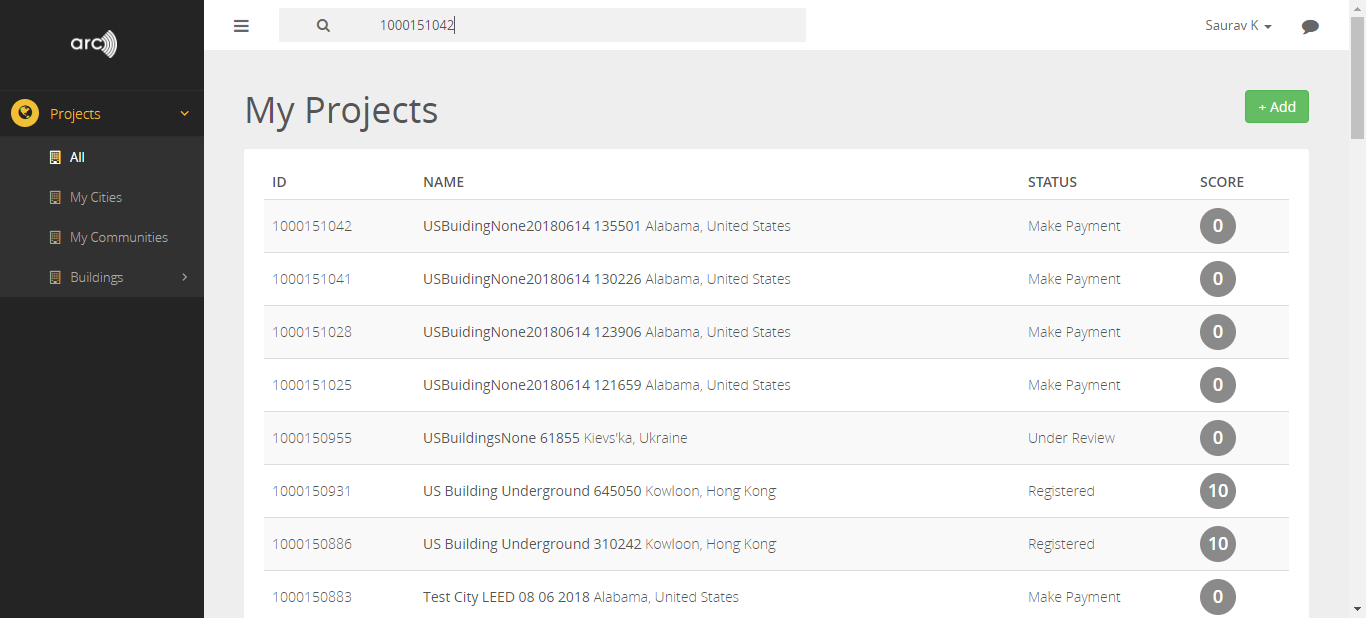 arc
1000151042
Saurav K
Projects
All
My Cities
My Communities
Buildings
My Projects
+ Add
ID NAME STATUS SCORE
1000151042 USBuidingNone20180614 135501 Alabama, United States Make Payment 0
1000151041 USBuidingNone20180614 130226 Alabama, United States Make Payment 0
1000151028 USBuidingNone20180614 123906 Alabama, United States Make Payment 0
1000151025 USBuidingNone20180614 121659 Alabama, United States Make Payment 0
1000150955 USBuildingsNone 61855 Kievs'ka, Ukraine Under Review 0
1000150931 US Building Underground 645050 Kowloon, Hong Kong Registered 10
1000150886 US Building Underground 310242 Kowloon, Hong Kong Registered 10
1000150883 Test City LEED 08 06 2018 Alabama, United States Make Payment 0